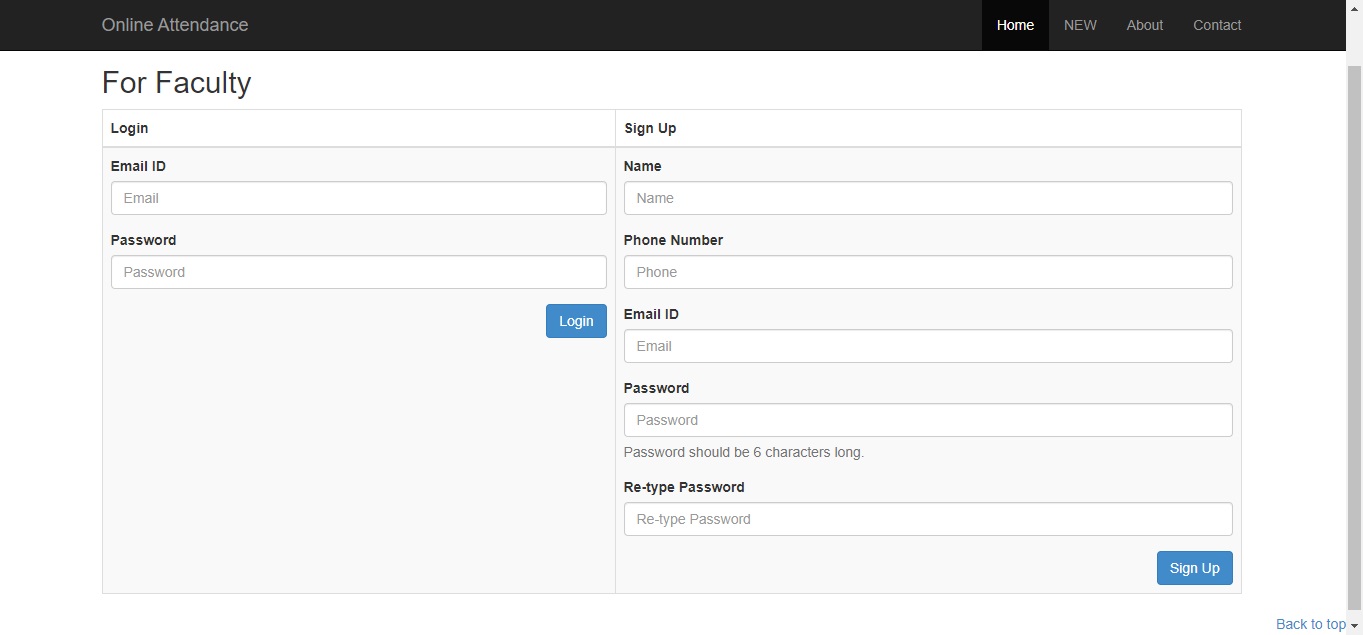 Online Attendance
Home NEW About Contact
For Faculty
Login
Email ID
Email
Password
Password
Login
Sign Up
Name
Name
Phone Number
Phone
Email ID
Email
Password
Password
Password should be 6 characters long.
Re-type Password
Re-type Password
Sign Up
Back to top